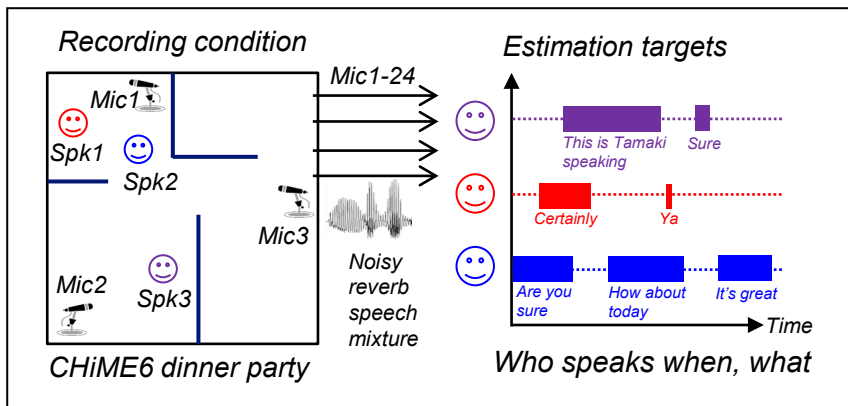 Recording condition
Mic1
Spk1
Spk2
Mic3
Mic2
Spk3
CHiME6 dinner party
Mic1-24
Noisy
reverb
speech
mixture
Estimation targets
This is Tamaki
speaking
Sure
Certainly
Ya
Are you
sure
How about
today
It's great
Time
Who speaks when, what